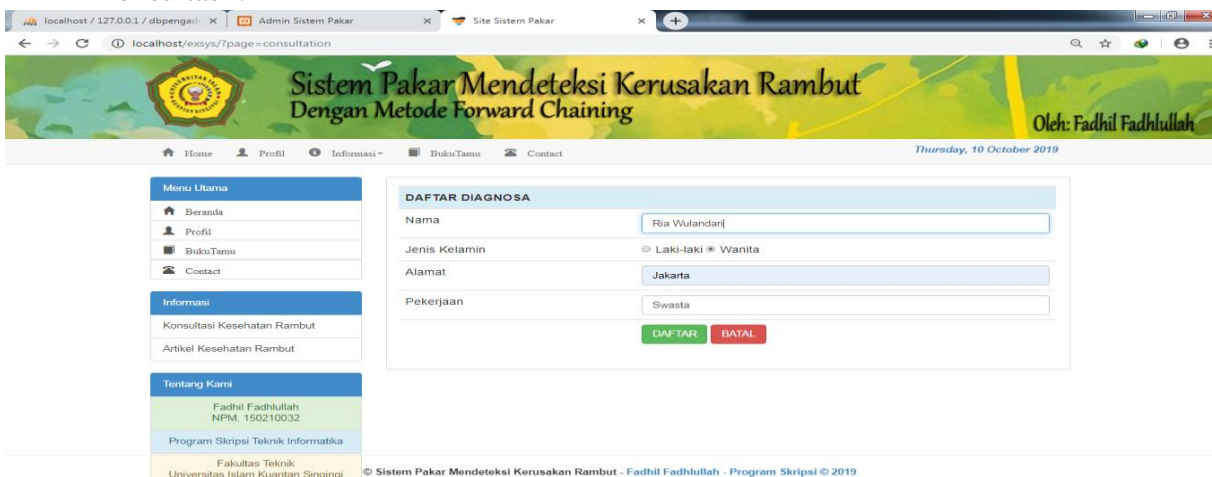 localhost / 127.0.0.1 / dbpengad
Admin Sistem Pakar
Site Sistem Pakar
localhost/exsys/?page=consultation
Sistem Pakar Mendeteksi Kerusakan Rambut
Dengan Metode Forward Chaining
Oleh: Fadhil Fadhlullah
Home Profil Informasi BukuTamu Contact
Thursday, 10 October 2019
Menu Utama
Beranda
Profil
BukuTamu
Contact
Informasi
Konsultasi Kesehatan Rambut
Artikel Kesehatan Rambut
Tentang Kami
Fadhil Fadhlullah
NPM. 150210032
Program Skripsi Teknik Informatika
Fakultas Teknik
Universitas Islam Kuantan Singingi
DAFTAR DIAGNOSA
Nama Ria Wulandari
Jenis Kelamin Laki-laki Wanita
Alamat Jakarta
Pekerjaan Swasta
DAFTAR BATAL
© Sistem Pakar Mendeteksi Kerusakan Rambut - Fadhil Fadhlullah - Program Skripsi © 2019